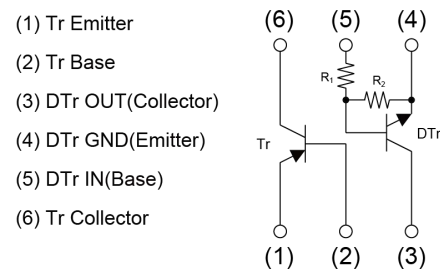 (1) Tr Emitter
(2) Tr Base
(3) DTr OUT(Collector)
(4) DTr GND(Emitter)
(5) DTr IN(Base)
(6) Tr Collector
(6) (5) (4)
R1
R2
Tr
DTr
(1) (2) (3)